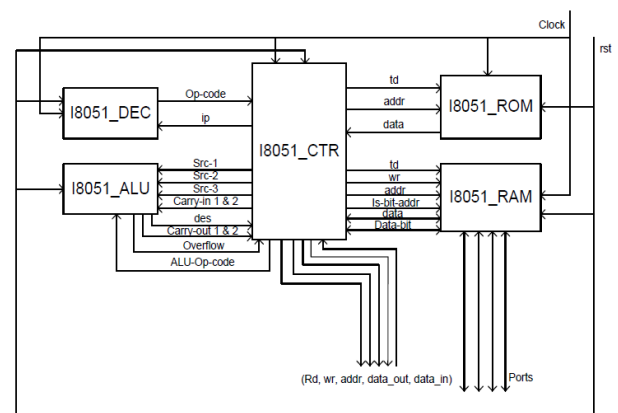 Clock
rst
I8051_DEC
Op-code
ip
I8051_CTR
td
addr
data
I8051_ROM
I8051_ALU
Src-1
Src-2
Src-3
Carry-in 1 & 2
des
Carry-out 1 & 2
Overflow
ALU-Op-code
td
wr
addr
Is-bit-addr
data
Data-bit
I8051_RAM
(Rd, wr, addr, data_out, data_in)
Ports